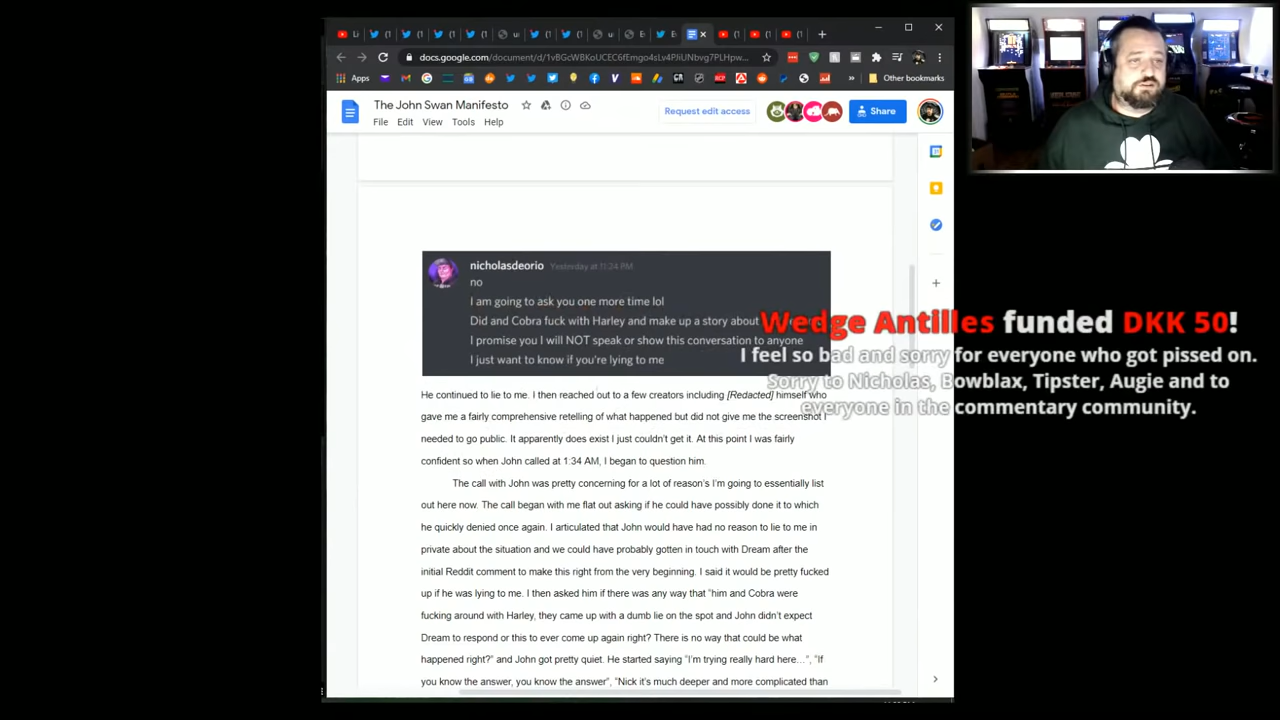 docs.google.com/document/d/1vBGcWBKoUCEC6fEmgo4sLv4PJiUNbvg7PLHpw...
Apps
Other bookmarks
The John Swan Manifesto
File Edit View Tools Help
Request edit access
Share
nicholasdeorio Yesterday at 11:24 PM
no
I am going to ask you one more time lol
Did and Cobra fuck with Harley and make up a story about
I promise you I will NOT speak or show this conversation to anyone
I just want to know if you're lying to me
Wedge Antilles funded DKK 50!
I feel so bad and sorry for everyone who got pissed on.
Sorry to Nicholas, Bowblax, Tipster, Augie and to
everyone in the commentary community.
He continued to lie to me. I then reached out to a few creators including [Redacted] himself who
gave me a fairly comprehensive retelling of what happened but did not give me the screenshot I
needed to go public. It apparently does exist I just couldn't get it. At this point I was fairly
confident so when John called at 1:34 AM, I began to question him.
The call with John was pretty concerning for a lot of reason's I'm going to essentially list
out here now. The call began with me flat out asking if he could have possibly done it to which
he quickly denied once again. I articulated that John would have had no reason to lie to me in
private about the situation and we could have probably gotten in touch with Dream after the
initial Reddit comment to make this right from the very beginning. I said it would be pretty fucked
up if he was lying to me. I then asked him if there was any way that "him and Cobra were
fucking around with Harley, they came up with a dumb lie on the spot and John didn't expect
Dream to respond or this to ever come up again right? There is no way that could be what
happened right?" and John got pretty quiet. He started saying "I'm trying really hard here...", "If
you know the answer, you know the answer", "Nick it's much deeper and more complicated than